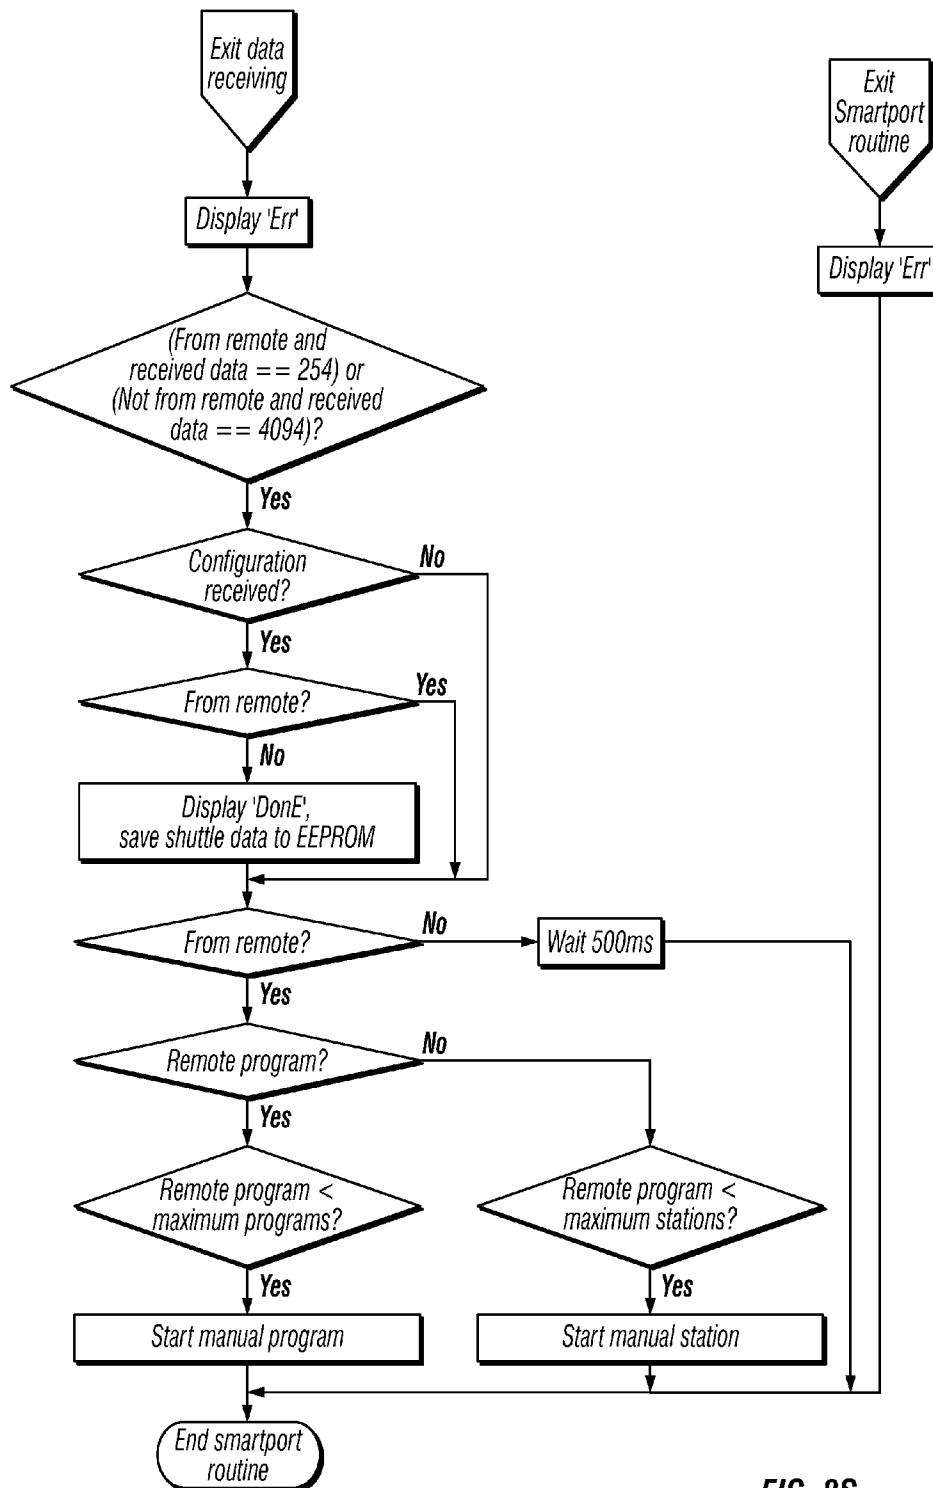 Exit data
receiving
Exit
Smartport
routine
Display 'Err'
Display 'Err'
(From remote and
received data == 254) or
(Not from remote and received
data == 4094)?
Yes
Configuration
received?
No
Yes
From remote?
Yes
No
Display 'DonE',
save shuttle data to EEPROM
From remote?
No
Wait 500ms
Yes
Remote program?
No
Yes
Remote program <
maximum programs?
Remote program <
maximum stations?
Yes
Yes
Start manual program
Start manual station
End smartport
routine